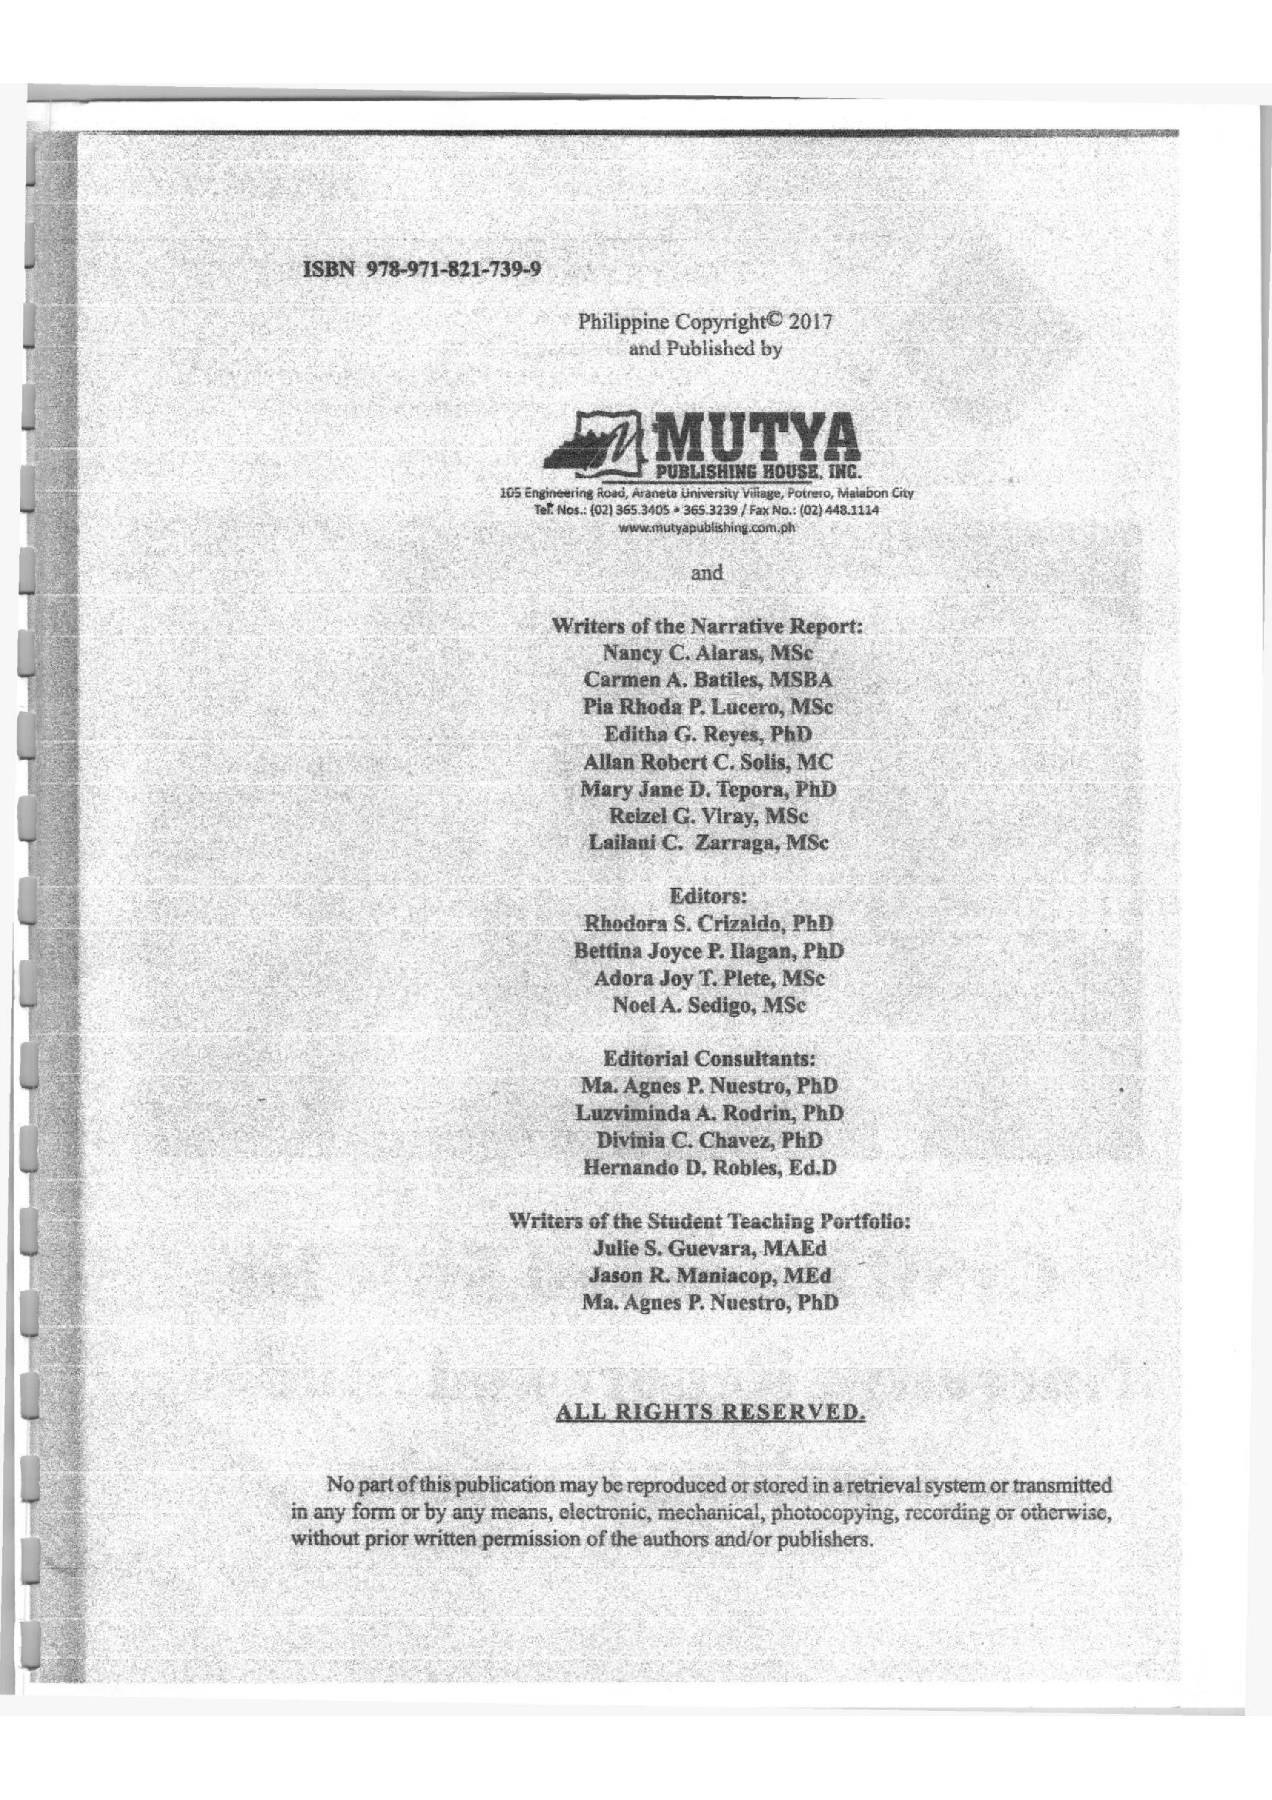 ISBN 978-971-821-739-9
Philippine Copyright© 2017
and Published by
MUTYA
PUBLISHING HOUSE, INC.
105 Engineering Road, Araneta University Village, Potrero, Malabon City
Tel. Nos.: (02) 365.3405 • 365.3239 / Fax No.: (02) 448.1114
www.mutyapublishing.com.ph
and
Writers of the Narrative Report:
Nancy C. Alaras, MSc
Carmen A. Batiles, MSBA
Pia Rhoda P. Lucero, MSc
Editha G. Reyes, PhD
Allan Robert C. Solis, MC
Mary Jane D. Tepora, PhD
Reizel G. Viray, MSc
Lailani C. Zarraga, MSc
Editors:
Rhodora S. Crizaldo, PhD
Bettina Joyce P. Ilagan, PhD
Adora Joy T. Plete, MSc
Noel A. Sedigo, MSc
Editorial Consultants:
Ma. Agnes P. Nuestro, PhD
Luzviminda A. Rodrin, PhD
Divinia C. Chavez, PhD
Hernando D. Robles, Ed.D
Writers of the Student Teaching Portfolio:
Julie S. Guevara, MAEd
Jason R. Maniacop, MEd
Ma. Agnes P. Nuestro, PhD
ALL RIGHTS RESERVED.
No part of this publication may be reproduced or stored in a retrieval system or transmitted
in any form or by any means, electronic, mechanical, photocopying, recording or otherwise,
without prior written permission of the authors and/or publishers.